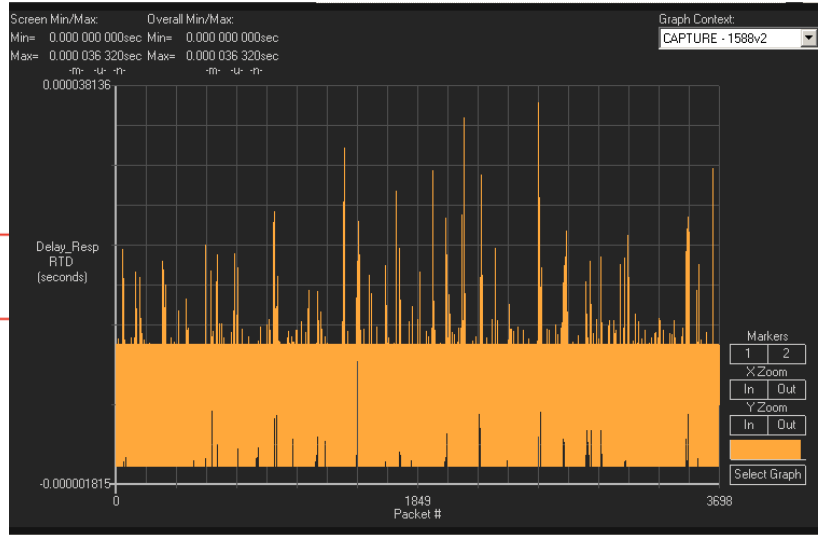 Screen Min/Max: Overall Min/Max:
Min= 0.000 000 000sec Min= 0.000 000 000sec
Max= 0.000 036 320sec Max= 0.000 036 320sec
-m- -u- -n- -m- -u- -n-
Graph Context:
CAPTURE - 1588v2
0.000038136
Delay_Resp
RTD
(seconds)
-0.000001815
0 1849 3698
Packet #
Markers
1 2
X Zoom
In Out
Y Zoom
In Out
Select Graph